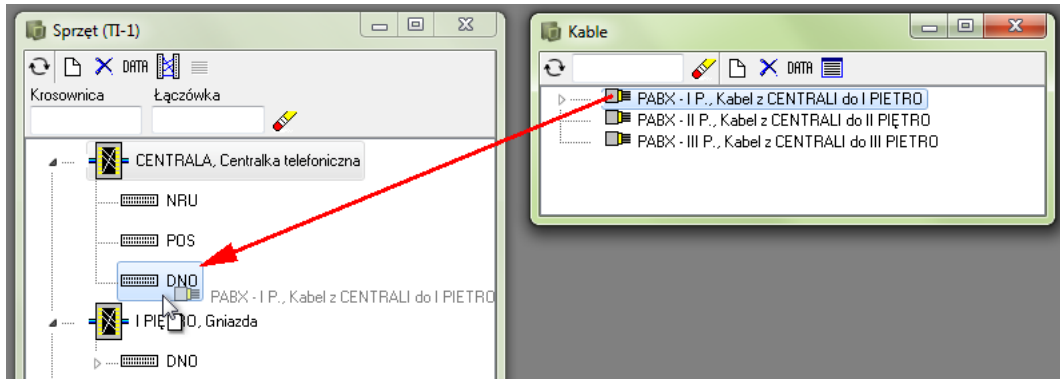 Sprzęt (TI-1)
DATA
Krosownica Łączówka
CENTRALA, Centralka telefoniczna
NRU
POS
DNO
PABX - I P., Kabel z CENTRALI do I PIETRO
I PIĘTRO, Gniazda
DNO
Kable
DATA
PABX - I P., Kabel z CENTRALI do I PIETRO
PABX - II P., Kabel z CENTRALI do II PIĘTRO
PABX - III P., Kabel z CENTRALI do III PIETRO